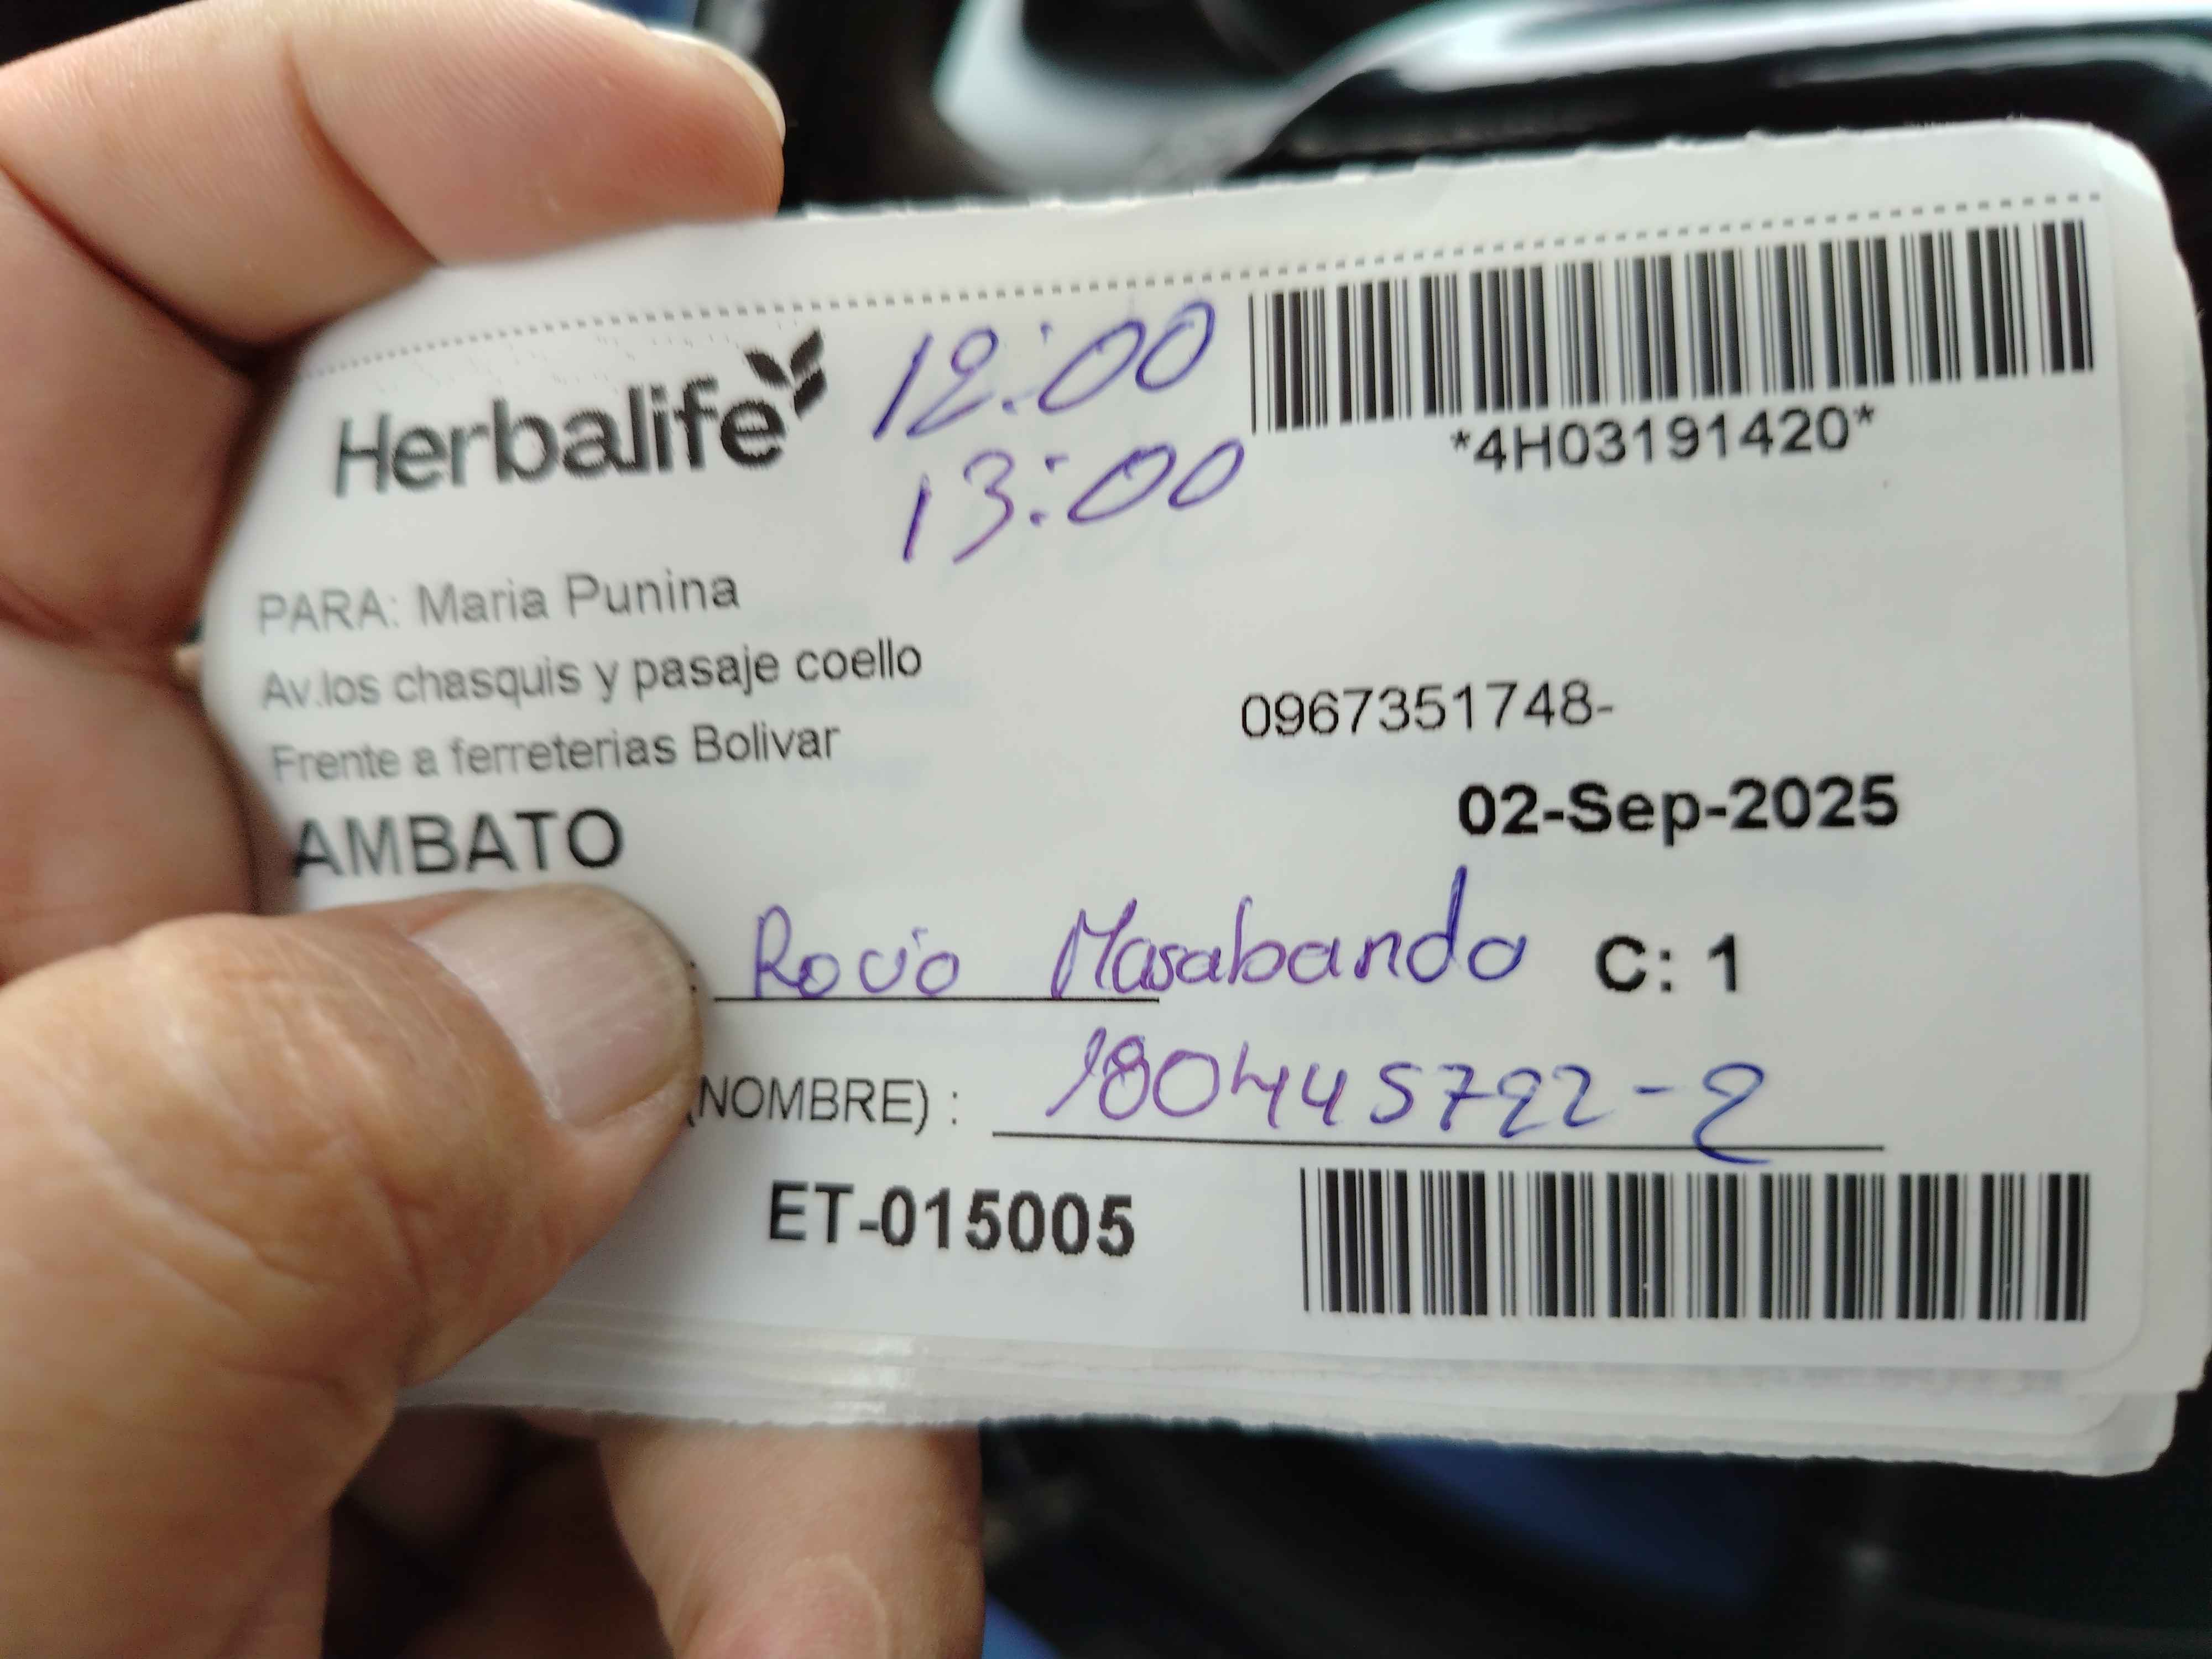 Herbalife 12:00
13:00
*4H03191420*
PARA: Maria Punina
Av.los chasquis y pasaje coello
Frente a ferreterias Bolivar
0967351748-
AMBATO
02-Sep-2025
: Rocio Masabanda C: 1
(NOMBRE) : 180445722-2
ET-015005